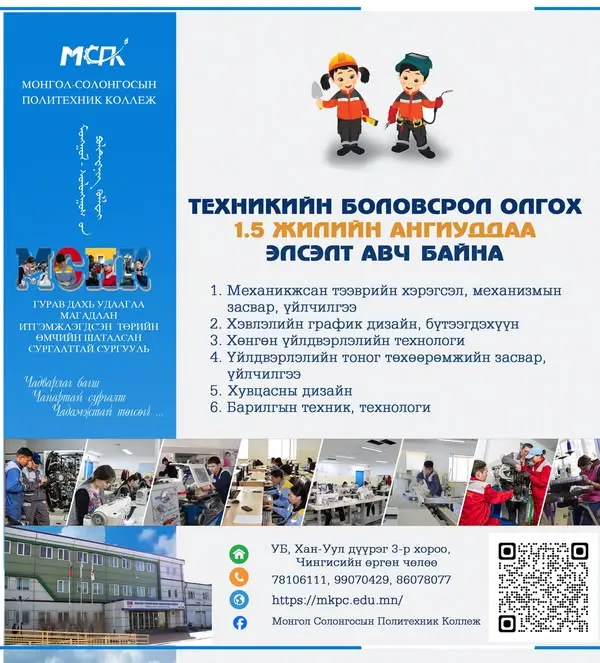 МСПК
МОНГОЛ-СОЛОНГОСЫН
ПОЛИТЕХНИК КОЛЛЕЖ
МСПК
ГУРАВ ДАХЬ УДААГЛА
МАГАДЛАН
ИТГЭМЖЛЭГДСЭН ТӨРИЙН
ӨМЧИЙН ШАТАЛСАН
СУРГААТТАЙ СУРГУУЛЬ
Чадварлаг багш
Чанартай сургалт
ТЕХНИКИЙН БОЛОВСРОЛ ОЛГОХ
1.5 ЖИЛИЙН АНГИУДДАА
ЭЛСЭЛТ АВЧ БАЙНА
1. Механикжсан тээврийн хэрэгсэл, механизмын
засвар, үйлчилгээ
2. Хэвлэлийн график дизайн, бүтээгдэхүүн
3. Хөнгөн үйлдвэрлэлийн технологи
4. Үйлдвэрлэлийн тоног төхөөрөмжийн засвар,
үйлчилгээ
5. Хувцасны дизайн
6. Барилгын техник, технологи
УБ, Хан-Уул дүүрэг 3-р хороо,
Чингисийн өргөн чөлөө
78106111, 99070429, 86078077
https://mkpc.edu.mn/
Монгол Солонгосын Политехник Коллеж